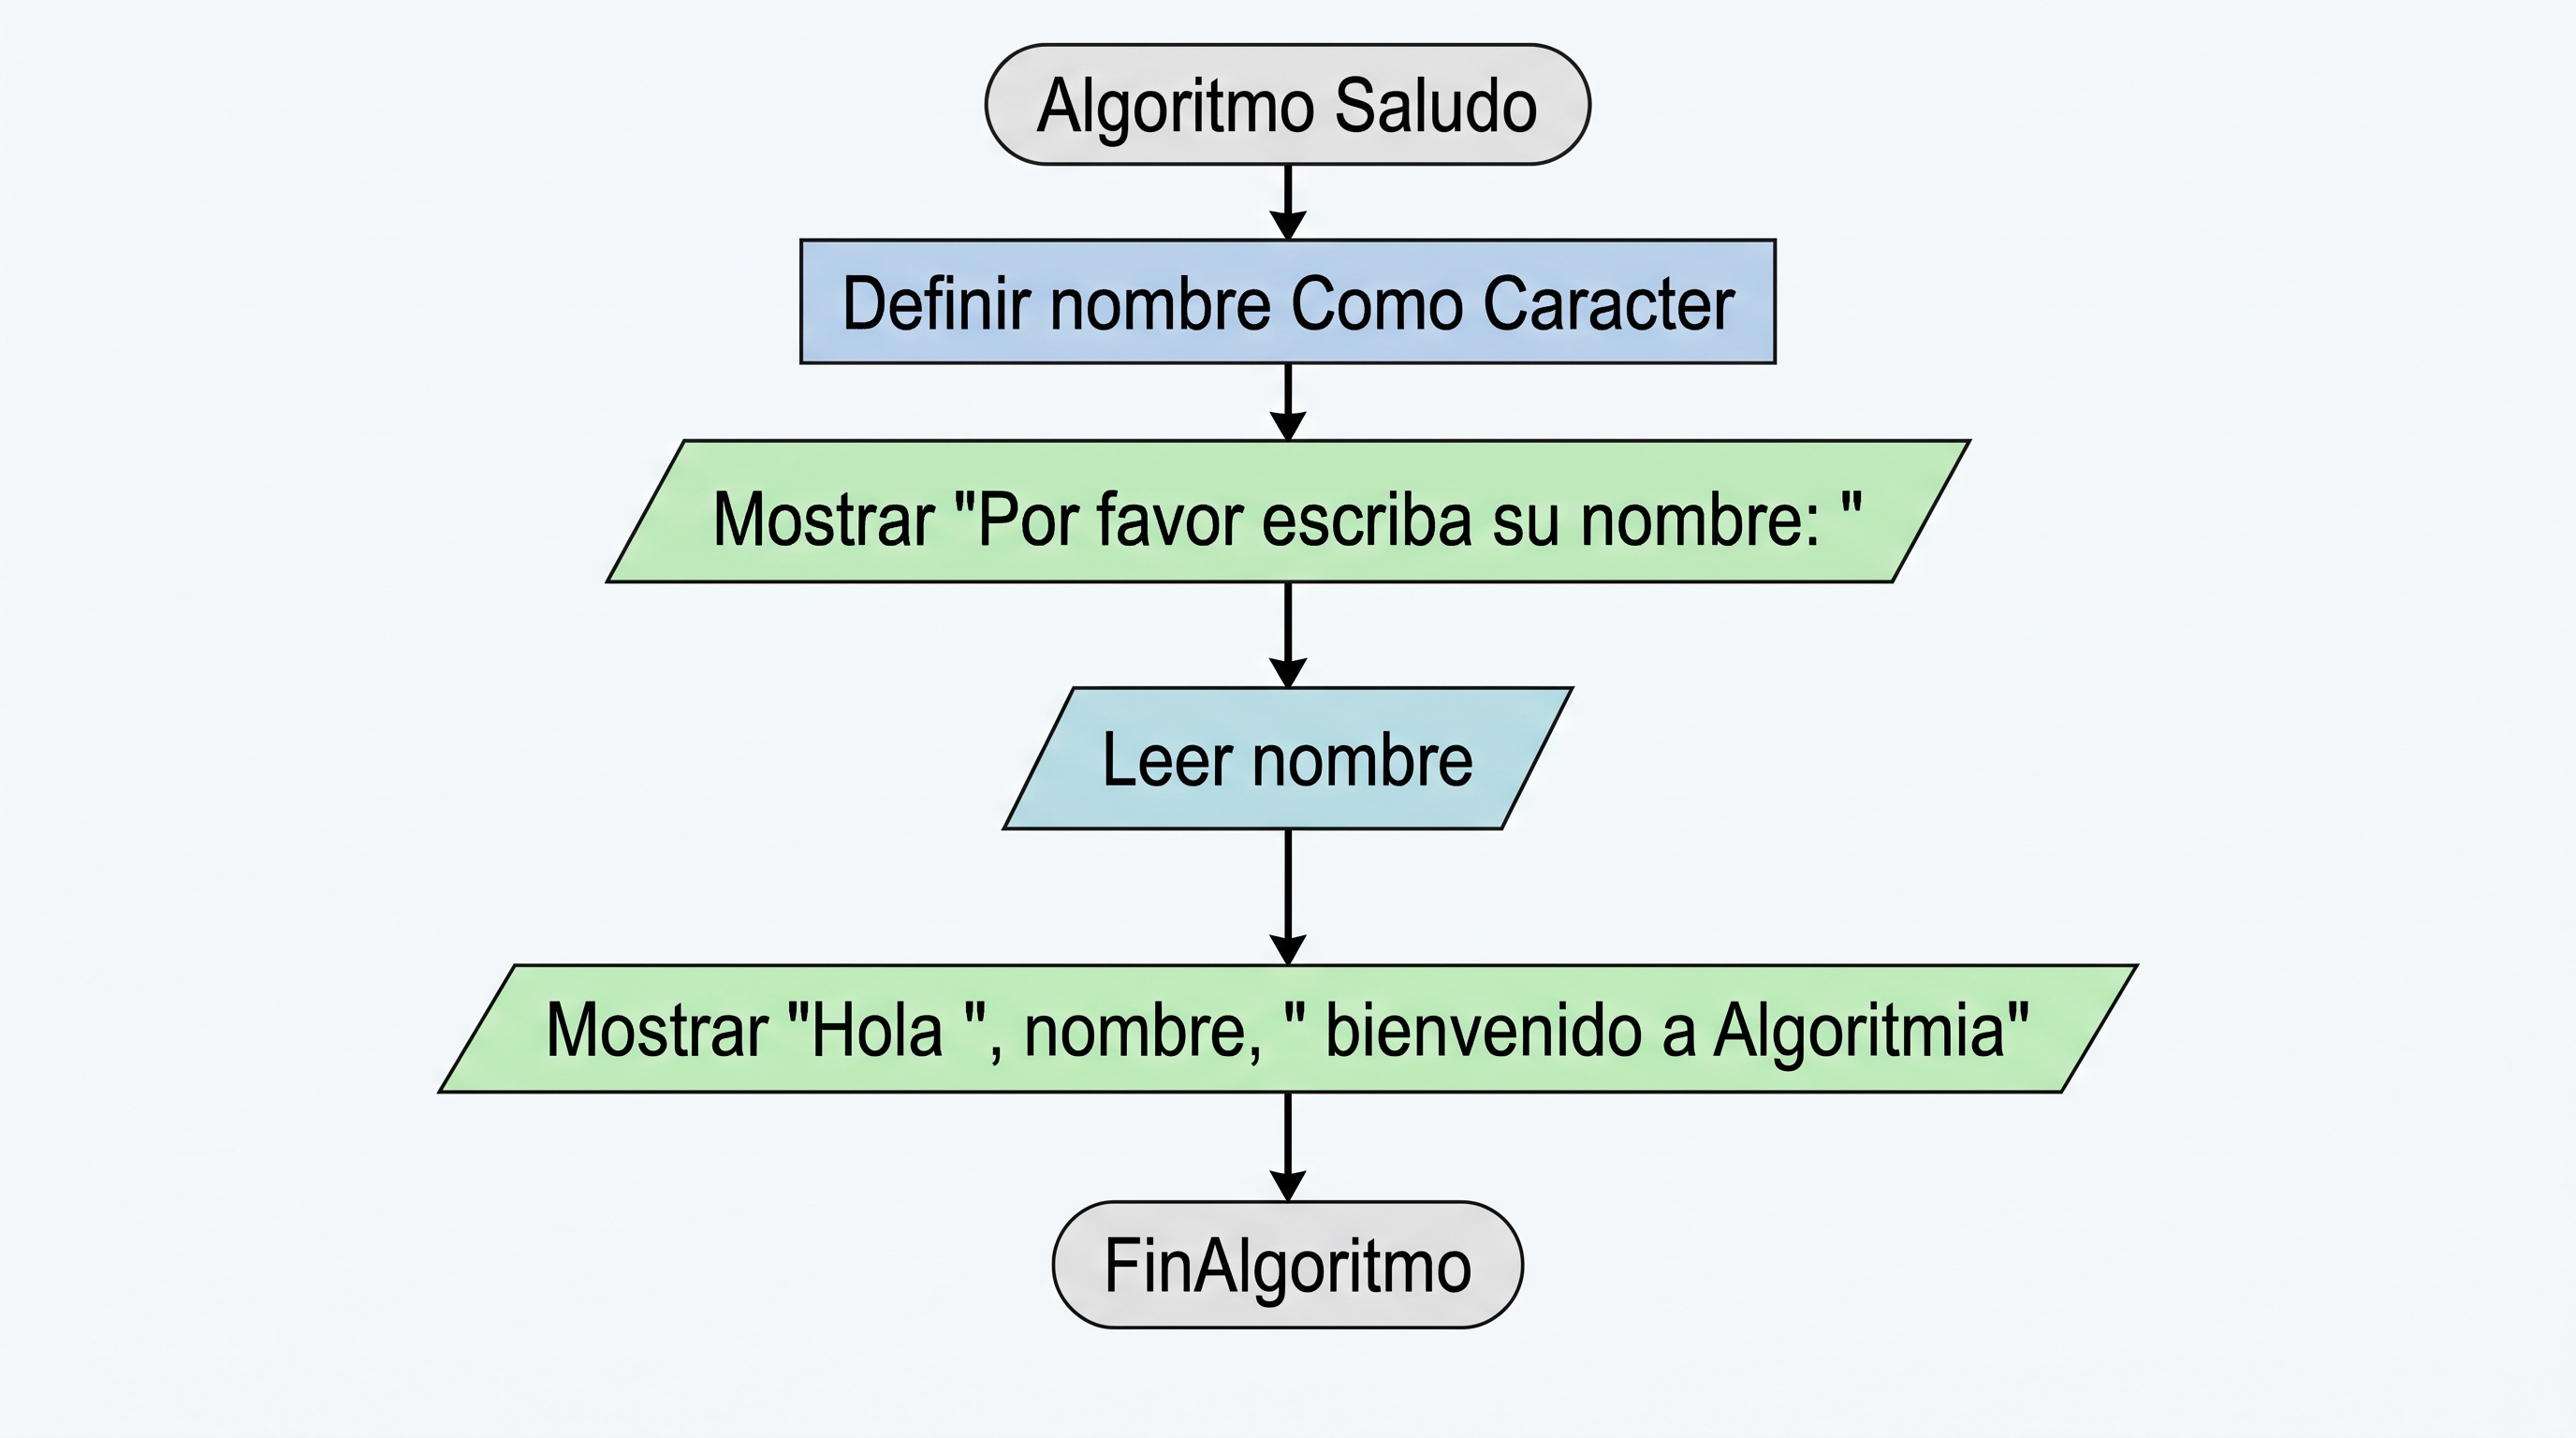 Algoritmo Saludo
Definir nombre Como Caracter
Mostrar "Por favor escriba su nombre: "
Leer nombre
Mostrar "Hola ", nombre, " bienvenido a Algoritmia"
FinAlgoritmo